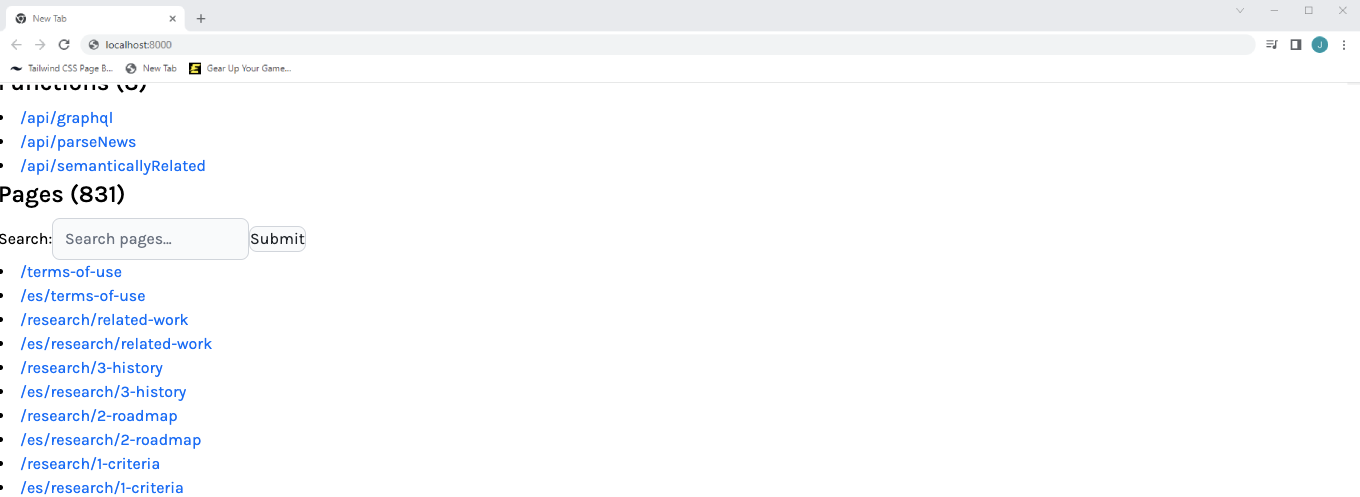 New Tab
localhost:8000
Tailwind CSS Page B... New Tab Gear Up Your Game...
Functions (3)
/api/graphql
/api/parseNews
/api/semanticallyRelated
Pages (831)
Search: Search pages... Submit
/terms-of-use
/es/terms-of-use
/research/related-work
/es/research/related-work
/research/3-history
/es/research/3-history
/research/2-roadmap
/es/research/2-roadmap
/research/1-criteria
/es/research/1-criteria
J